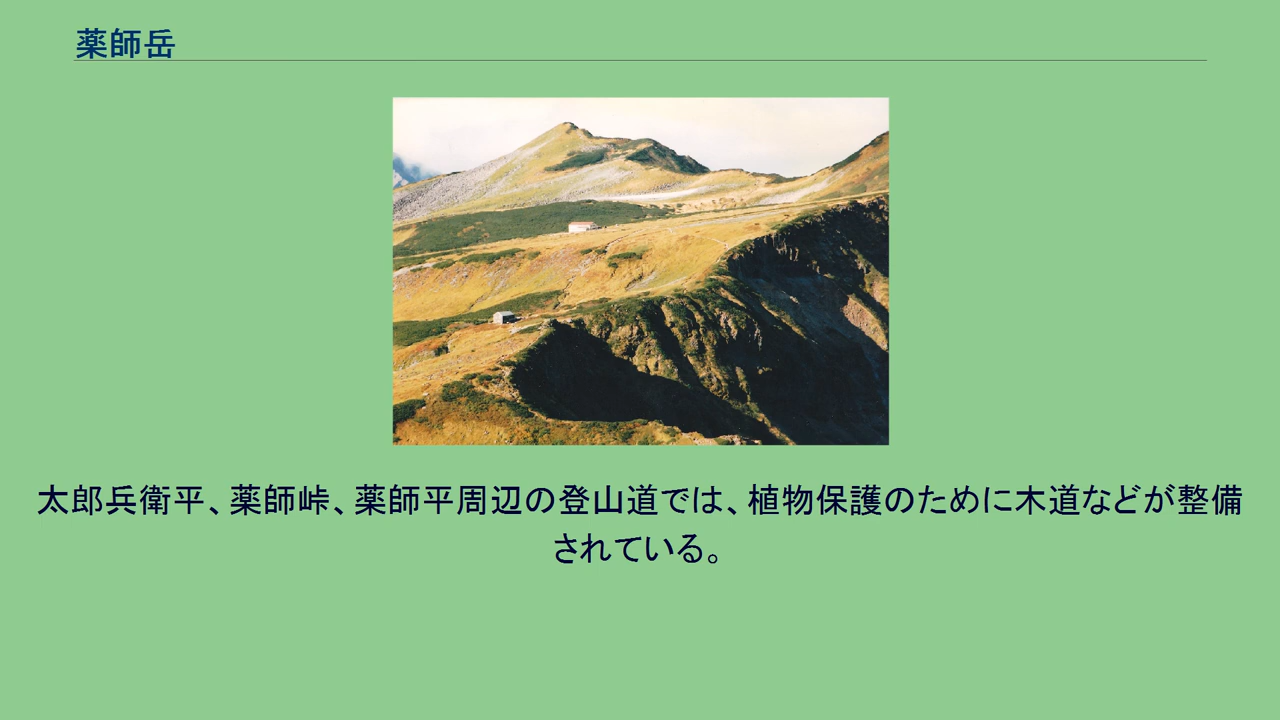 薬師岳
太郎兵衛平、薬師峠、薬師平周辺の登山道では、植物保護のために木道などが整備
されている。